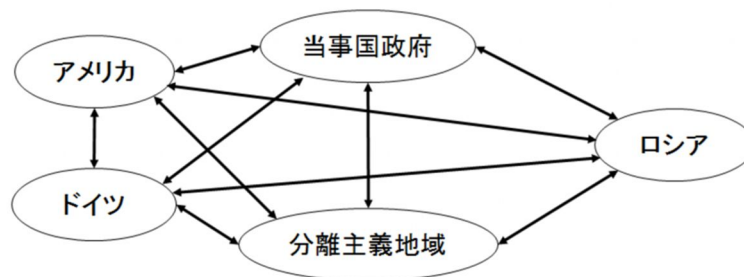 当事国政府
アメリカ
ロシア
ドイツ
分離主義地域